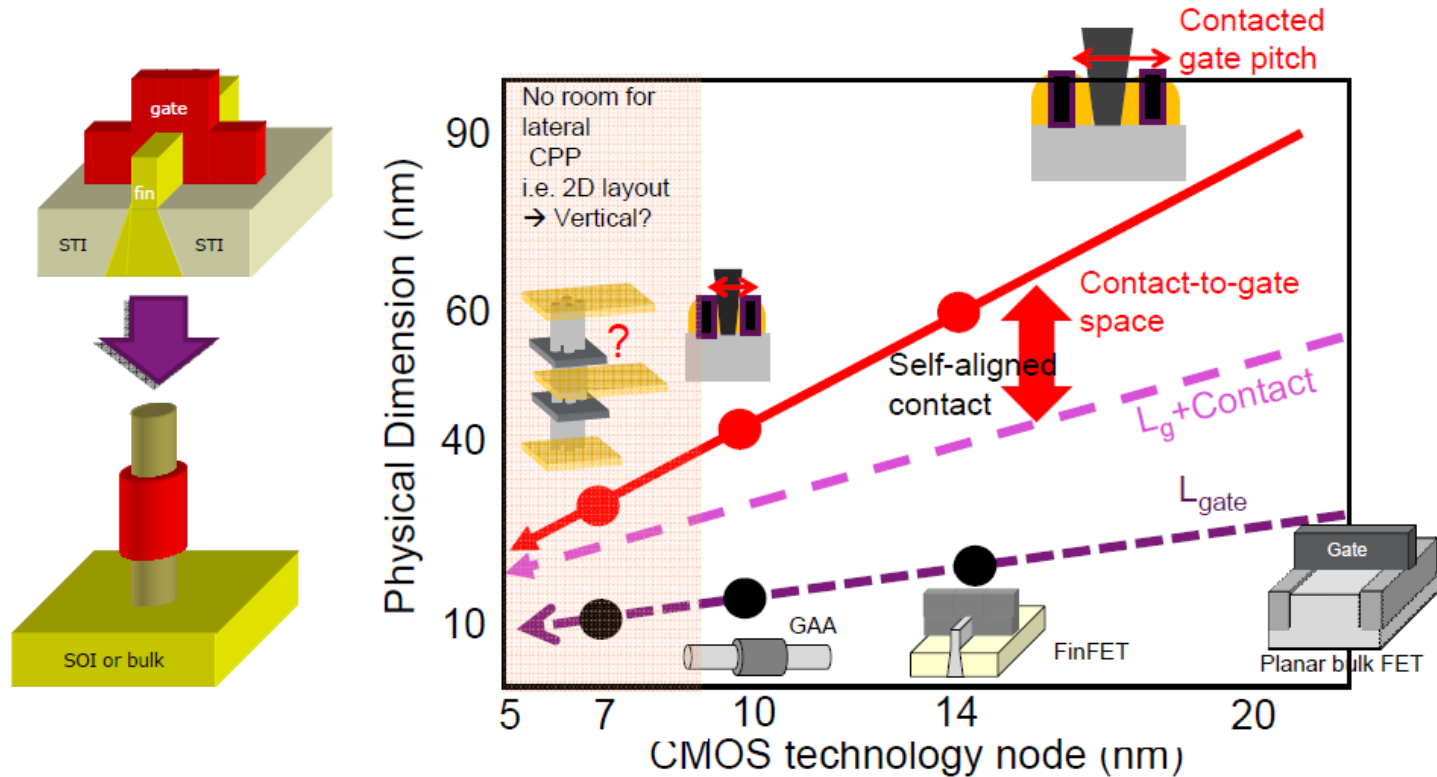 gate
fin
STI
STI
SOI or bulk
Physical Dimension (nm)
90
60
40
10
No room for
lateral
CPP
i.e. 2D layout
→ Vertical?
?
Contacted
gate pitch
Contact-to-gate
space
Self-aligned
contact
Lg+Contact
Lgate
Gate
GAA
FinFET
Planar bulk FET
5
7
10
14
20
CMOS technology node (nm)